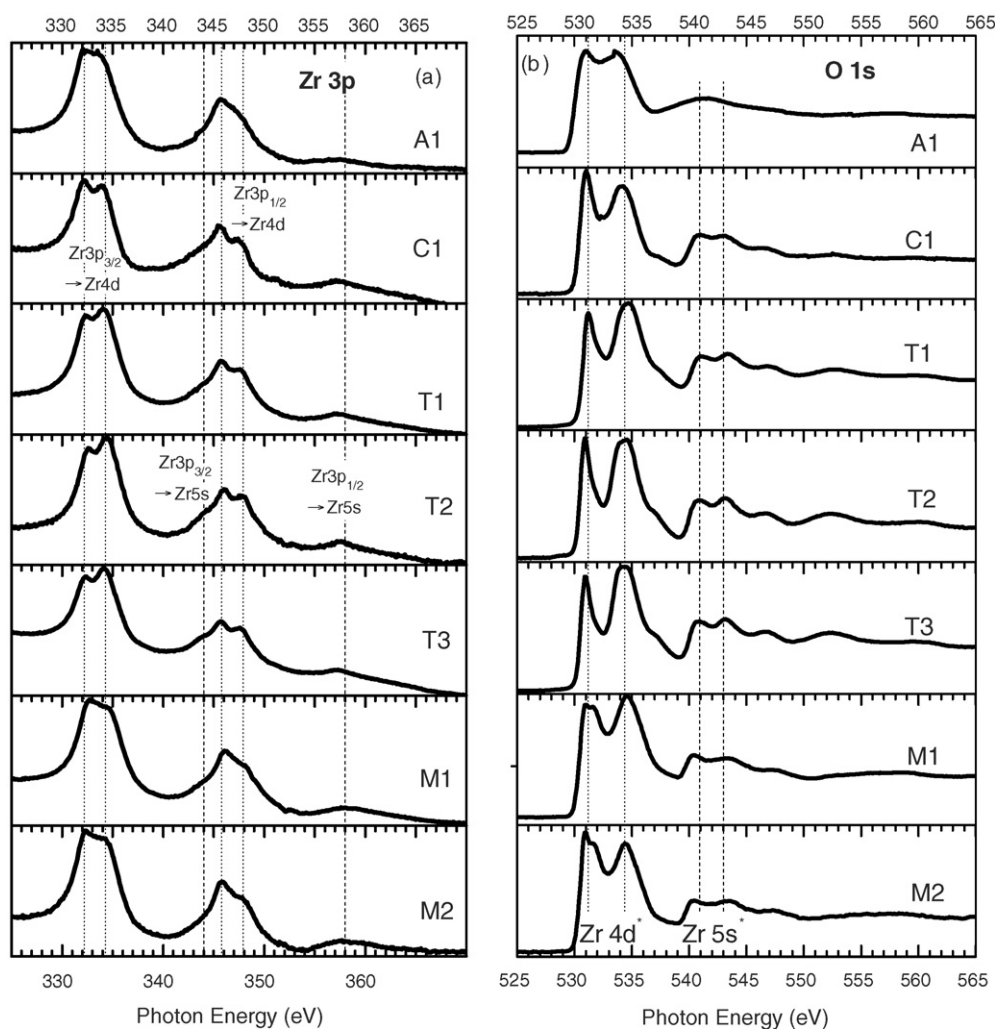 330 335 340 345 350 355 360 365
525 530 535 540 545 550 555 560 565
Zr 3p (a)
A1
Zr3p1/2
→Zr4d
Zr3p3/2
→Zr4d
C1
T1
Zr3p3/2
→Zr5s
Zr3p1/2
→Zr5s
T2
T3
M1
M2
330 340 350 360
Photon Energy (eV)
(b) O 1s
A1
C1
T1
T2
T3
M1
M2
Zr 4d* Zr 5s*
525 530 535 540 545 550 555 560 565
Photon Energy (eV)